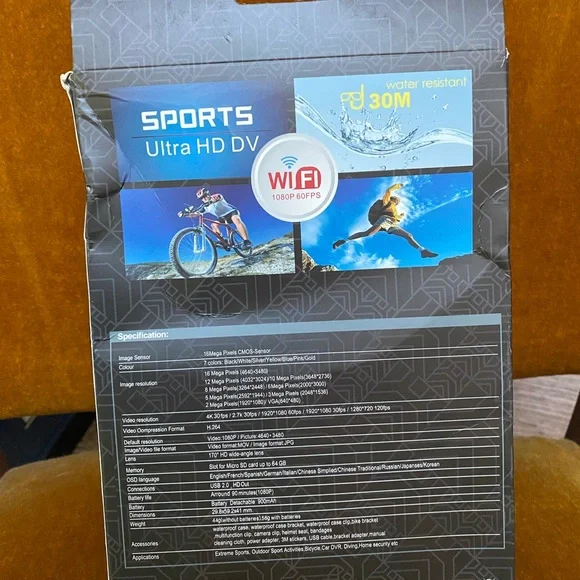 SPORTS
Ultra HD DV
water resistant
30M
WiFi
1080P 60FPS
Specification:
Image Sensor 16Mega Pixels CMOS-Sensor
Colour 7 colors: Black/White/Silver/Yellow/Blue/Pink/Gold
16 Mega Pixels (4640×3480)
Image resolution 12 Mega Pixels (4032*3024)/10 Mega Pixels(3648*2736)
8 Mega Pixels(3264*2448) / 6Mega Pixels(2000*3000)
5 Mega Pixels(2592*1944) / 3Mega Pixels (2048*1536)
2 Mega Pixels(1920*1080)/ VGA(640*480)
Video resolution 4K 30fps / 2.7k 30fps / 1920*1080 60fps / 1920*1080 30fps / 1280*720 120fps
Video Oompression Format H.264
Default resolution Video:1080P / Pictute:4640*3480
Image/Video file format Video format:MOV / Image format:JPG
Lens 170° HD wide-angle lens
Memory Slot for Micro SD card up to 64 GB
OSD language English/French/Spanish/German/Italian/Chinese Simplied/Chinese Traditional/Russian/Japanses/Korean
Connections USB 2.0 , HD Out
Battery life Arround 90 minutes(1080P)
Battery Battery Detachable 900mAh
Dimensions 29.8x59.2x41 mm
Weight 44g(without batteries)\58g with batteries
waterproof case, waterproof case bracket, waterproof case clip,bike bracket
Accessories multifunction clip, camera clip, helmet seat, bandages
cleaning cloth, power adapter, 3M stickers, USB cable,bracket adapter,manual
Applications Extreme Sports, Outdoor Sport Activities,Bicycle,Car DVR, Diving,Home security etc